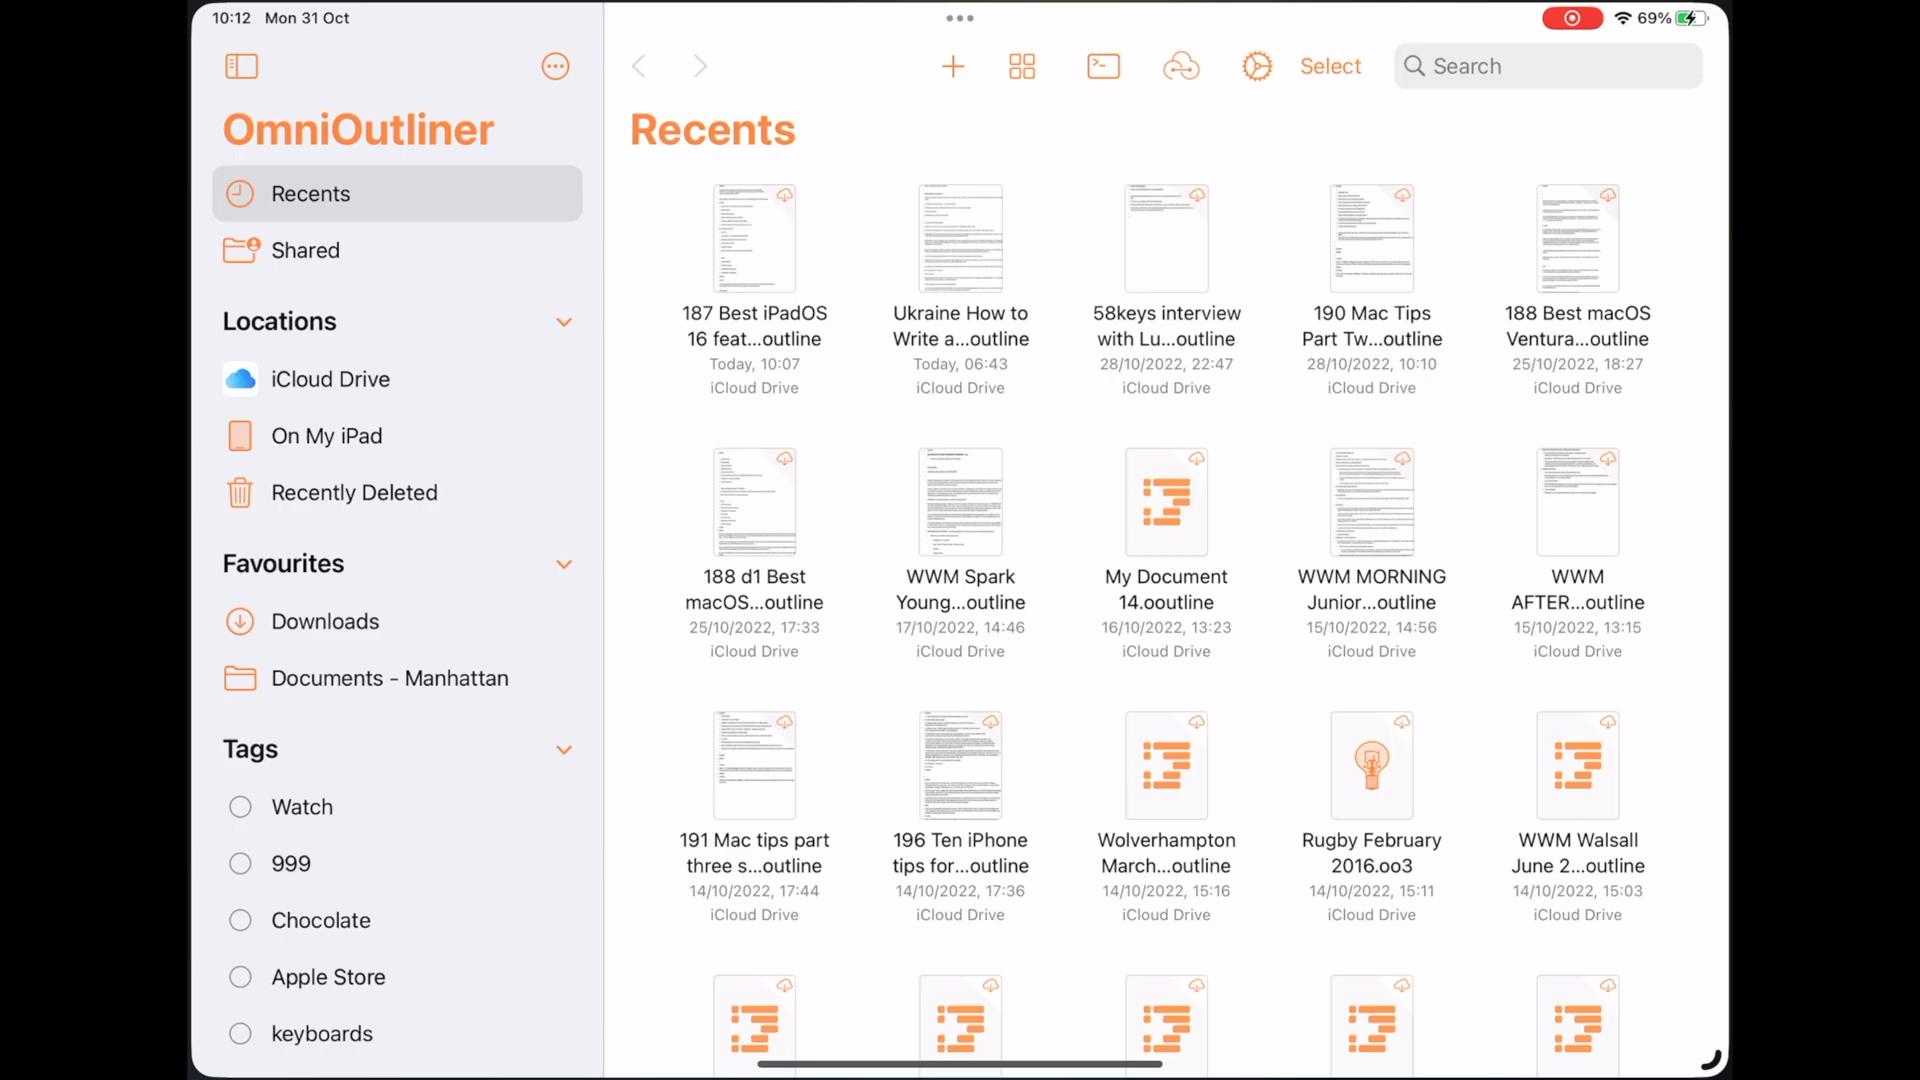 10:12 Mon 31 Oct
69%
Select
Search
OmniOutliner
Recents
Shared
Locations
iCloud Drive
On My iPad
Recently Deleted
Favourites
Downloads
Documents - Manhattan
Tags
Watch
999
Chocolate
Apple Store
keyboards
Recents
187 Best iPadOS
16 feat...outline
Today, 10:07
iCloud Drive
Ukraine How to
Write a...outline
Today, 06:43
iCloud Drive
58keys interview
with Lu...outline
28/10/2022, 22:47
iCloud Drive
190 Mac Tips
Part Tw...outline
28/10/2022, 10:10
iCloud Drive
188 Best macOS
Ventura...outline
25/10/2022, 18:27
iCloud Drive
188 d1 Best
macOS...outline
25/10/2022, 17:33
iCloud Drive
WWM Spark
Young...outline
17/10/2022, 14:46
iCloud Drive
My Document
14.ooutline
16/10/2022, 13:23
iCloud Drive
WWM MORNING
Junior...outline
15/10/2022, 14:56
iCloud Drive
WWM
AFTER...outline
15/10/2022, 13:15
iCloud Drive
191 Mac tips part
three s...outline
14/10/2022, 17:44
iCloud Drive
196 Ten iPhone
tips for...outline
14/10/2022, 17:36
iCloud Drive
Wolverhampton
March...outline
14/10/2022, 15:16
iCloud Drive
Rugby February
2016.oo3
14/10/2022, 15:11
iCloud Drive
WWM Walsall
June 2...outline
14/10/2022, 15:03
iCloud Drive